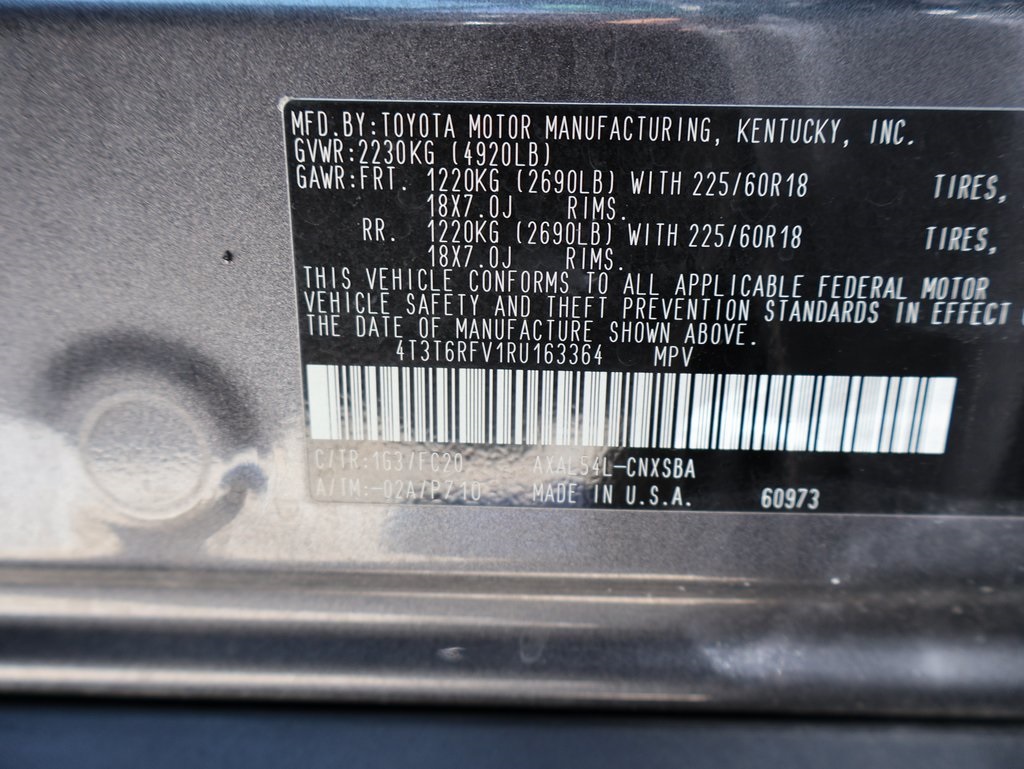 MFD.BY:TOYOTA MOTOR MANUFACTURING, KENTUCKY, INC.
GVWR:2230KG (4920LB)
GAWR:FRT. 1220KG (2690LB) WITH 225/60R18 TIRES,
18X7.0J RIMS.
RR. 1220KG (2690LB) WITH 225/60R18 TIRES,
18X7.0J RIMS.
THIS VEHICLE CONFORMS TO ALL APPLICABLE FEDERAL MOTOR
VEHICLE SAFETY AND THEFT PREVENTION STANDARDS IN EFFECT
THE DATE OF MANUFACTURE SHOWN ABOVE.
4T3T6RFV1RU163364 MPV
C/TR:1G3/FC20 AXAL54L-CNXSBA
A/TM:-02A/PZ10 MADE IN U.S.A. 60973